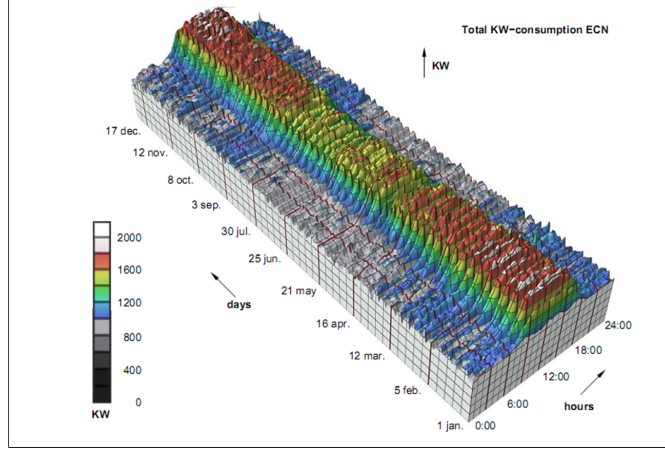 Total KW-consumption ECN
KW
17 dec.
12 nov.
8 oct.
3 sep.
30 jul.
25 jun.
21 may
16 apr.
12 mar.
5 feb.
1 jan.
days
2000
1600
1200
800
400
0
KW
0:00
6:00
12:00
18:00
24:00
hours